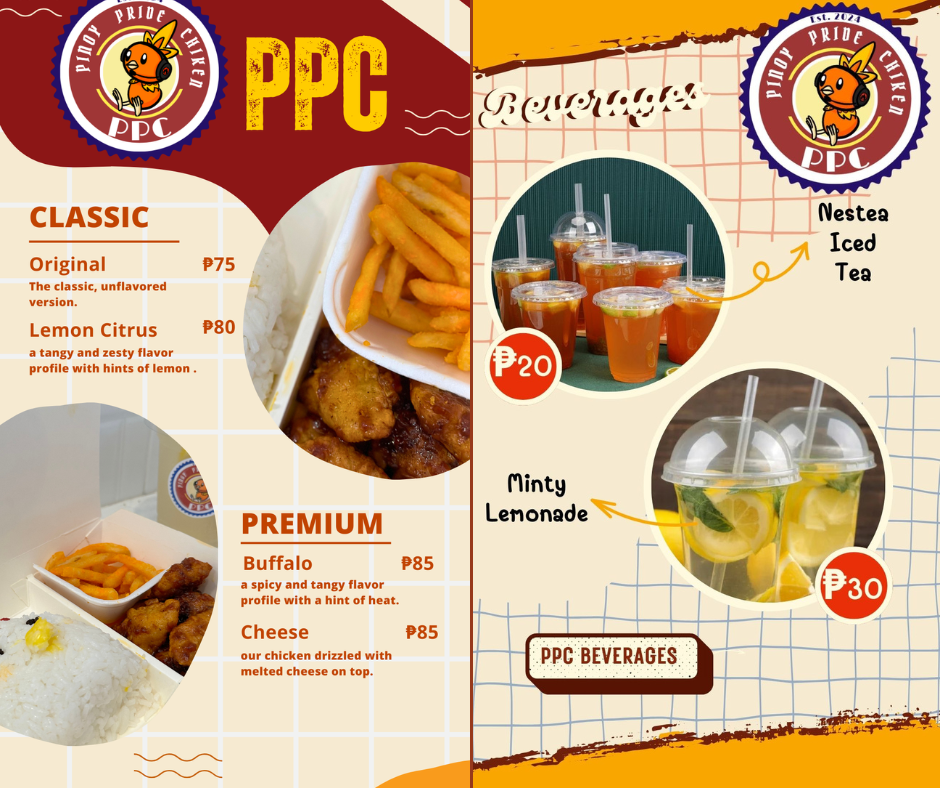 PINOY PRIDE CHIKEN
PPC
PPC
CLASSIC
Original ₱75
The classic, unflavored
version.
Lemon Citrus ₱80
a tangy and zesty flavor
profile with hints of lemon .
PREMIUM
Buffalo ₱85
a spicy and tangy flavor
profile with a hint of heat.
Cheese ₱85
our chicken drizzled with
melted cheese on top.
Est. 2024
PINOY PRIDE CHIKEN
PPC
Beverages
Nestea
Iced
Tea
₱20
Minty
Lemonade
₱30
PPC BEVERAGES